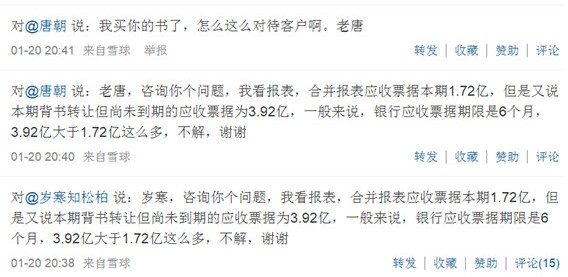 对@唐朝 说：我买你的书了，怎么这么对待客户啊。老唐
01-20 20:41 来自雪球 举报 转发 | 收藏 | 赞助 | 评论
对@唐朝 说：老唐，咨询你个问题，我看报表，合并报表应收票据本期1.72亿，但是又说
本期背书转让但尚未到期的应收票据为3.92亿，一般来说，银行应收票据期限是6个月，
3.92亿大于1.72亿这么多，不解，谢谢
01-20 20:40 来自雪球 转发 | 收藏 | 赞助 | 评论
对@岁寒知松柏 说：岁寒，咨询你个问题，我看报表，合并报表应收票据本期1.72亿，但
是又说本期背书转让但尚未到期的应收票据为3.92亿，一般来说，银行应收票据期限是6
个月，3.92亿大于1.72亿这么多，不解，谢谢
01-20 20:38 来自雪球 转发 | 收藏 | 赞助 | 评论(15)